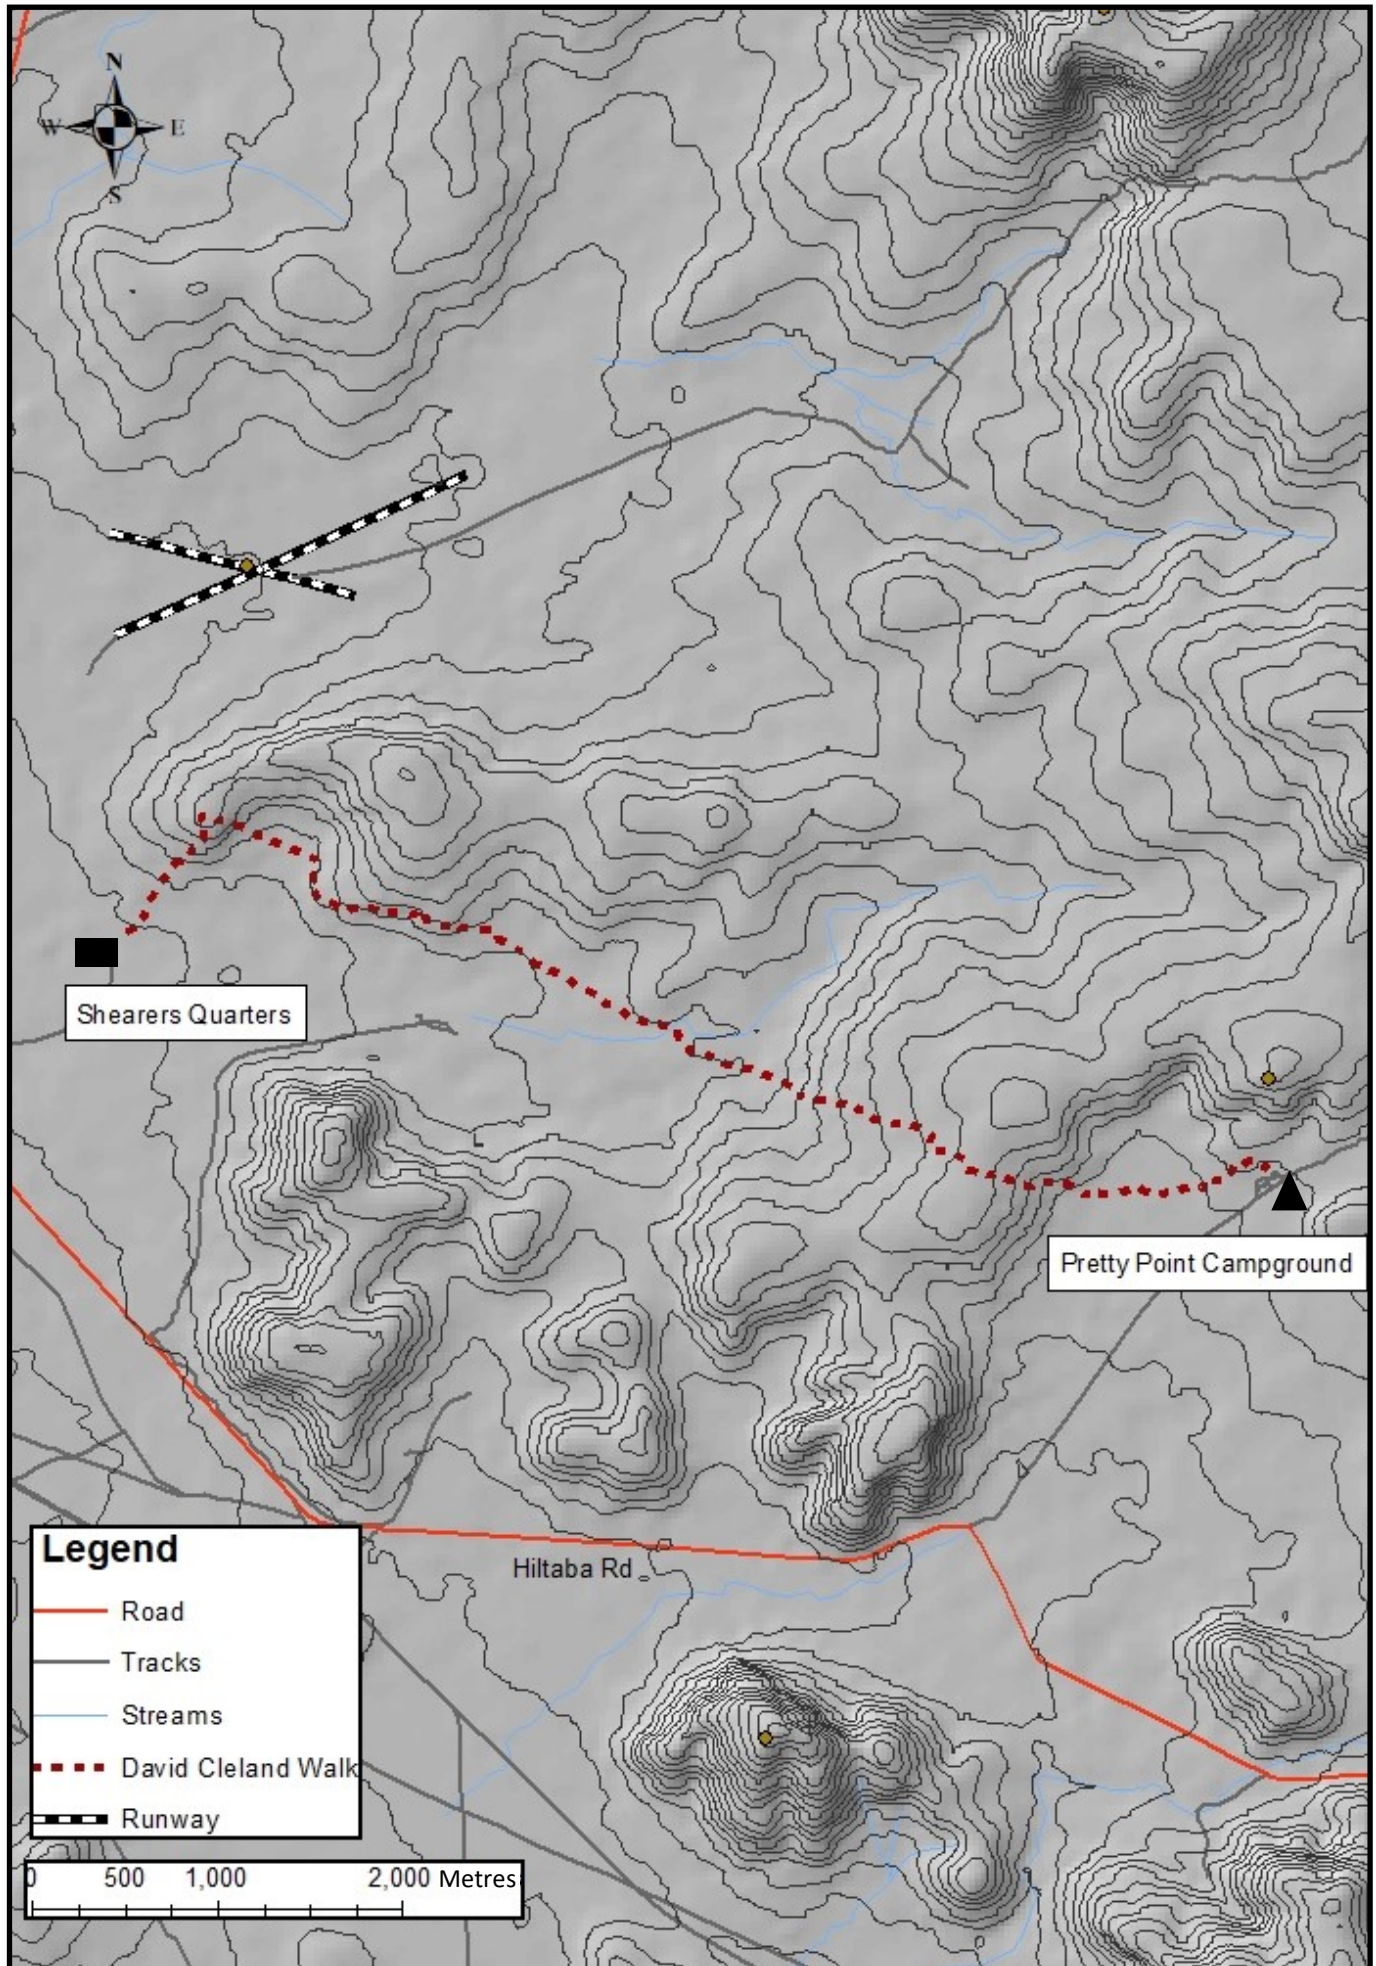 N
W E
S
Shearers Quarters
Pretty Point Campground
Hiltaba Rd
Legend
Road
Tracks
Streams
David Cleland Walk
Runway
0 500 1,000 2,000 Metres